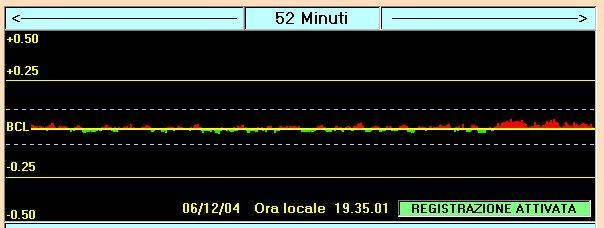 <— 52 Minuti —>
+0.50
+0.25
BCL
-0.25
-0.50
06/12/04 Ora locale 19.35.01 REGISTRAZIONE ATTIVATA